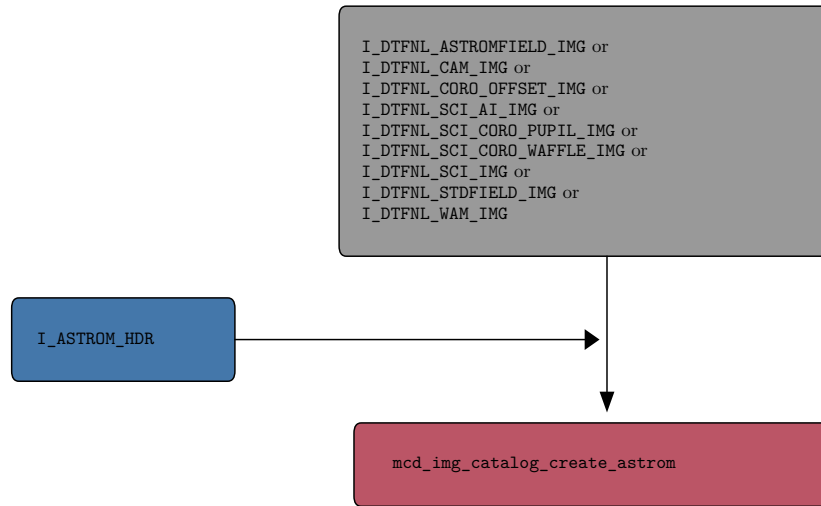 I_DTFNL_ASTROMFIELD_IMG or
I_DTFNL_CAM_IMG or
I_DTFNL_CORO_OFFSET_IMG or
I_DTFNL_SCI_AI_IMG or
I_DTFNL_SCI_CORO_PUPIL_IMG or
I_DTFNL_SCI_CORO_WAFFLE_IMG or
I_DTFNL_SCI_IMG or
I_DTFNL_STDFIELD_IMG or
I_DTFNL_WAM_IMG
I_ASTROM_HDR
mcd_img_catalog_create_astrom